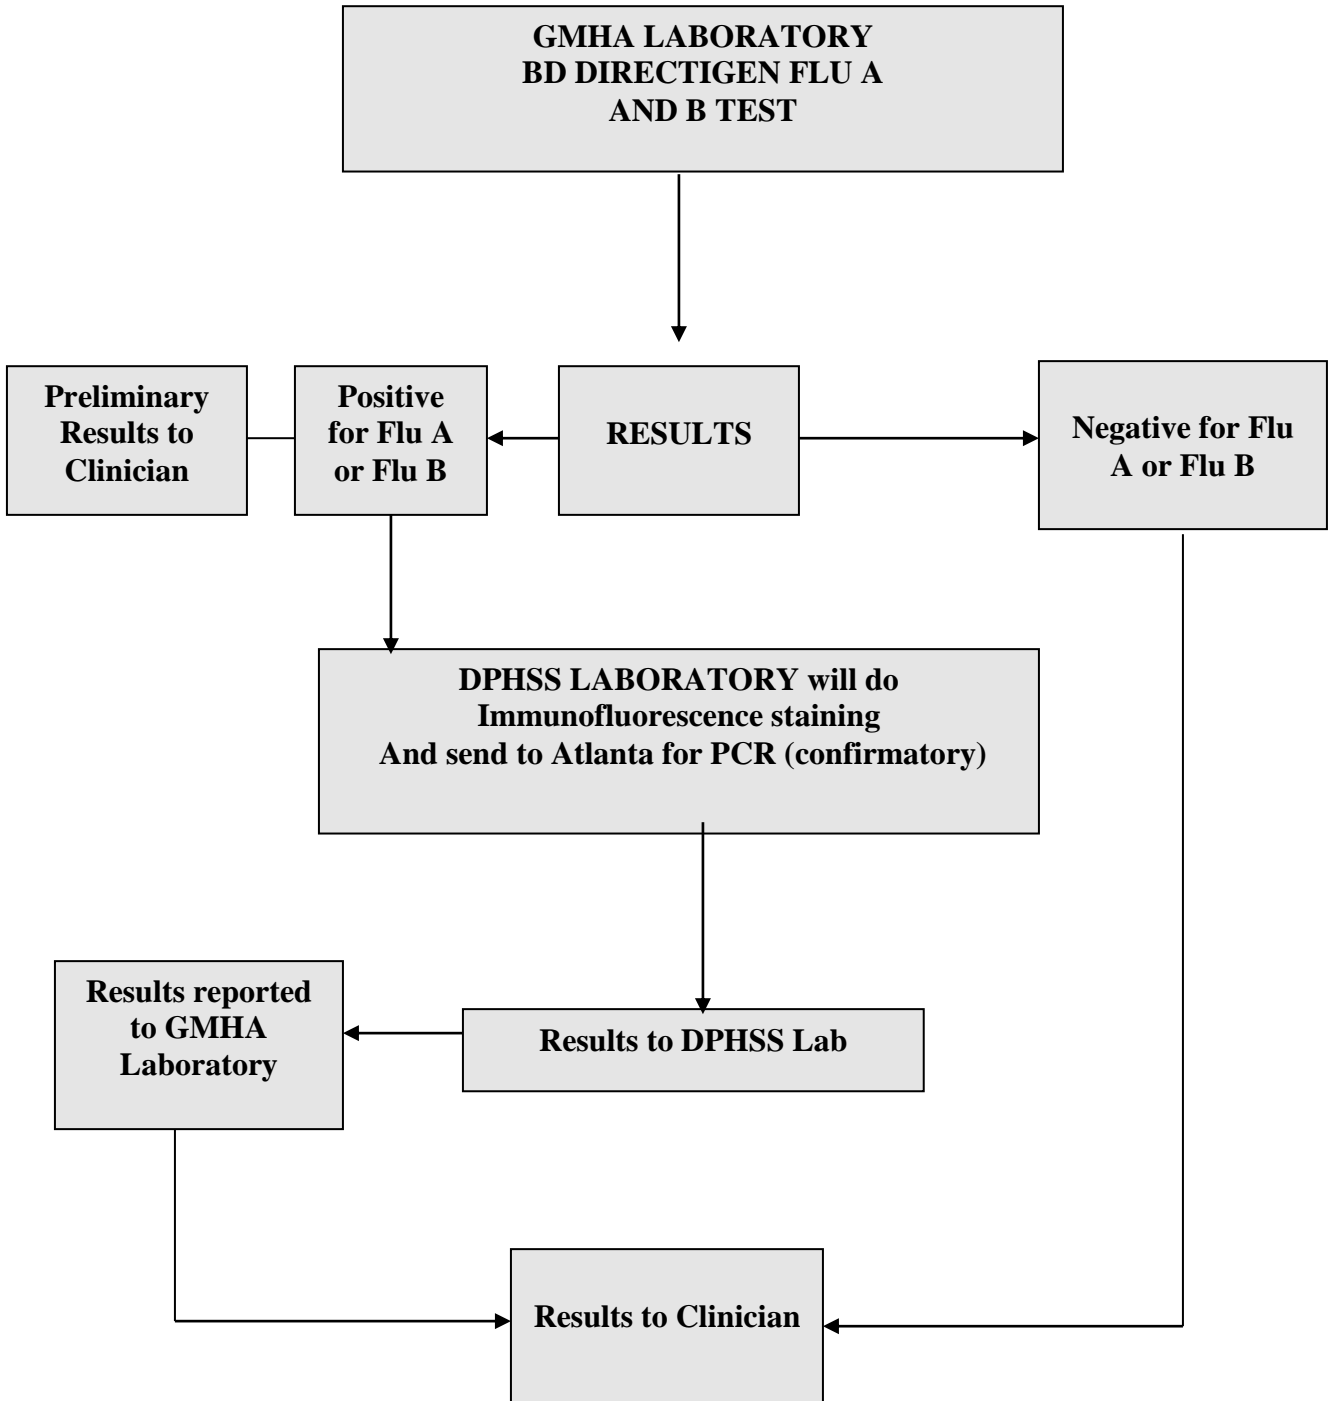 GMHA LABORATORY
BD DIRECTIGEN FLU A
AND B TEST
Preliminary
Results to
Clinician
Positive
for Flu A
or Flu B
RESULTS
Negative for Flu
A or Flu B
DPHSS LABORATORY will do
Immunofluorescence staining
And send to Atlanta for PCR (confirmatory)
Results reported
to GMHA
Laboratory
Results to DPHSS Lab
Results to Clinician